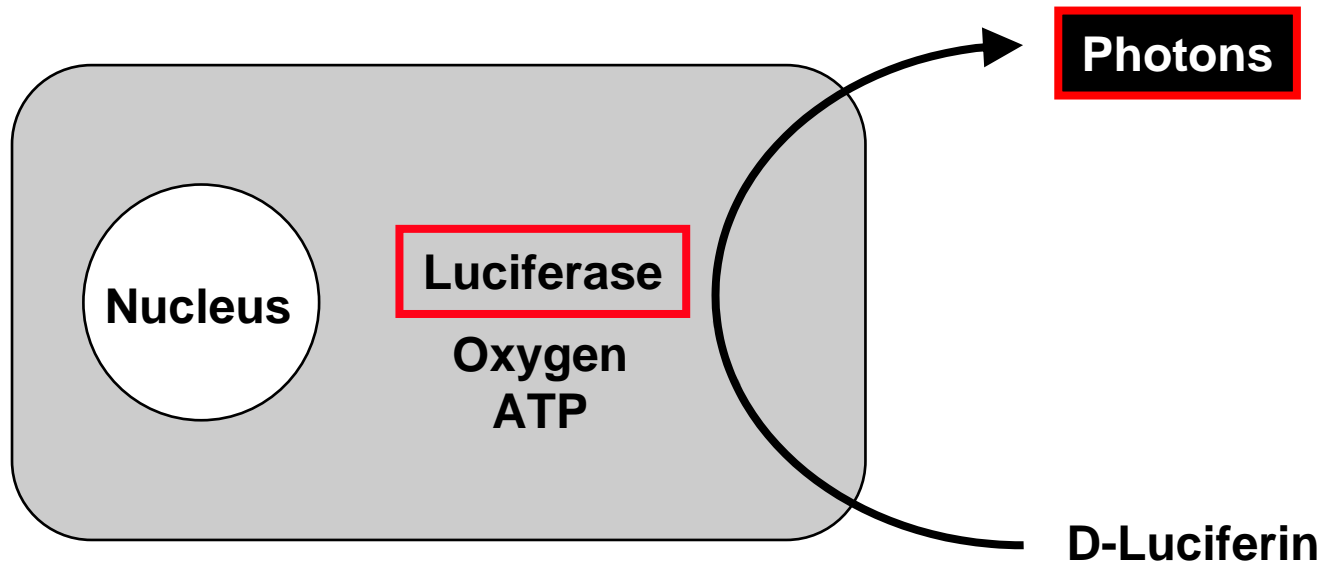 Photons
Luciferase
Nucleus
Oxygen
ATP
D-Luciferin